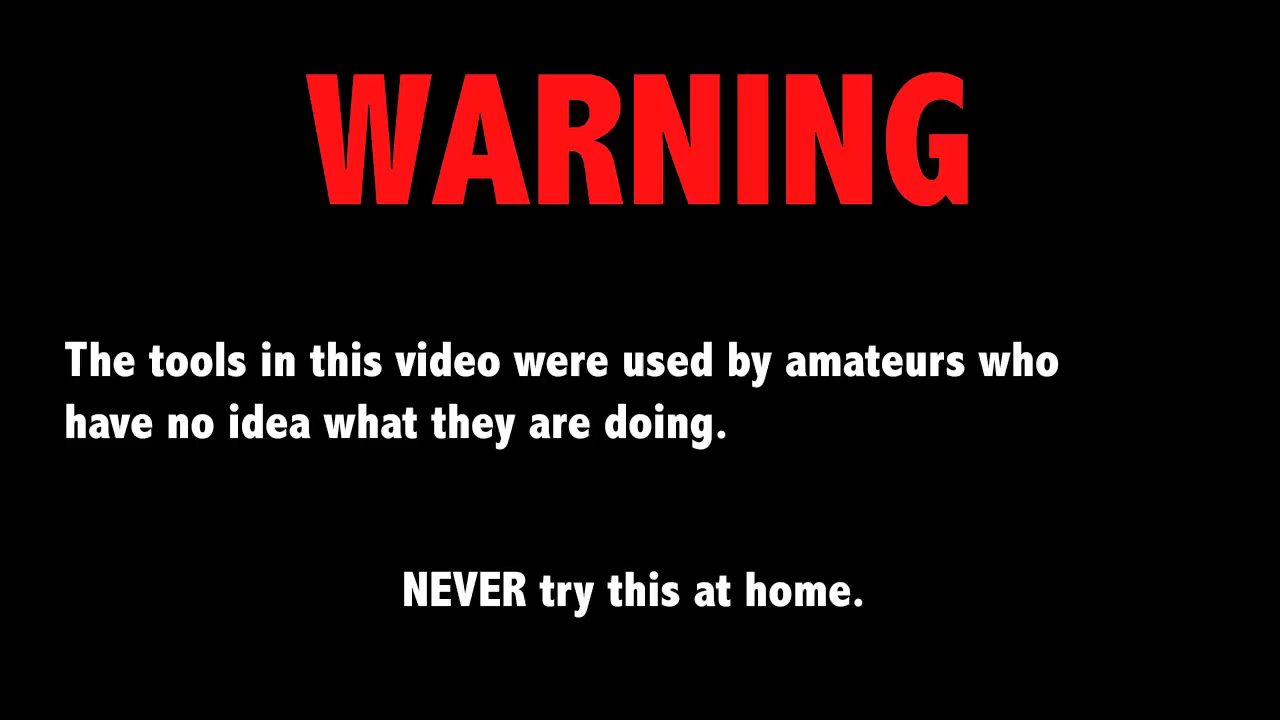 WARNING
The tools in this video were used by amateurs who
have no idea what they are doing.
NEVER try this at home.